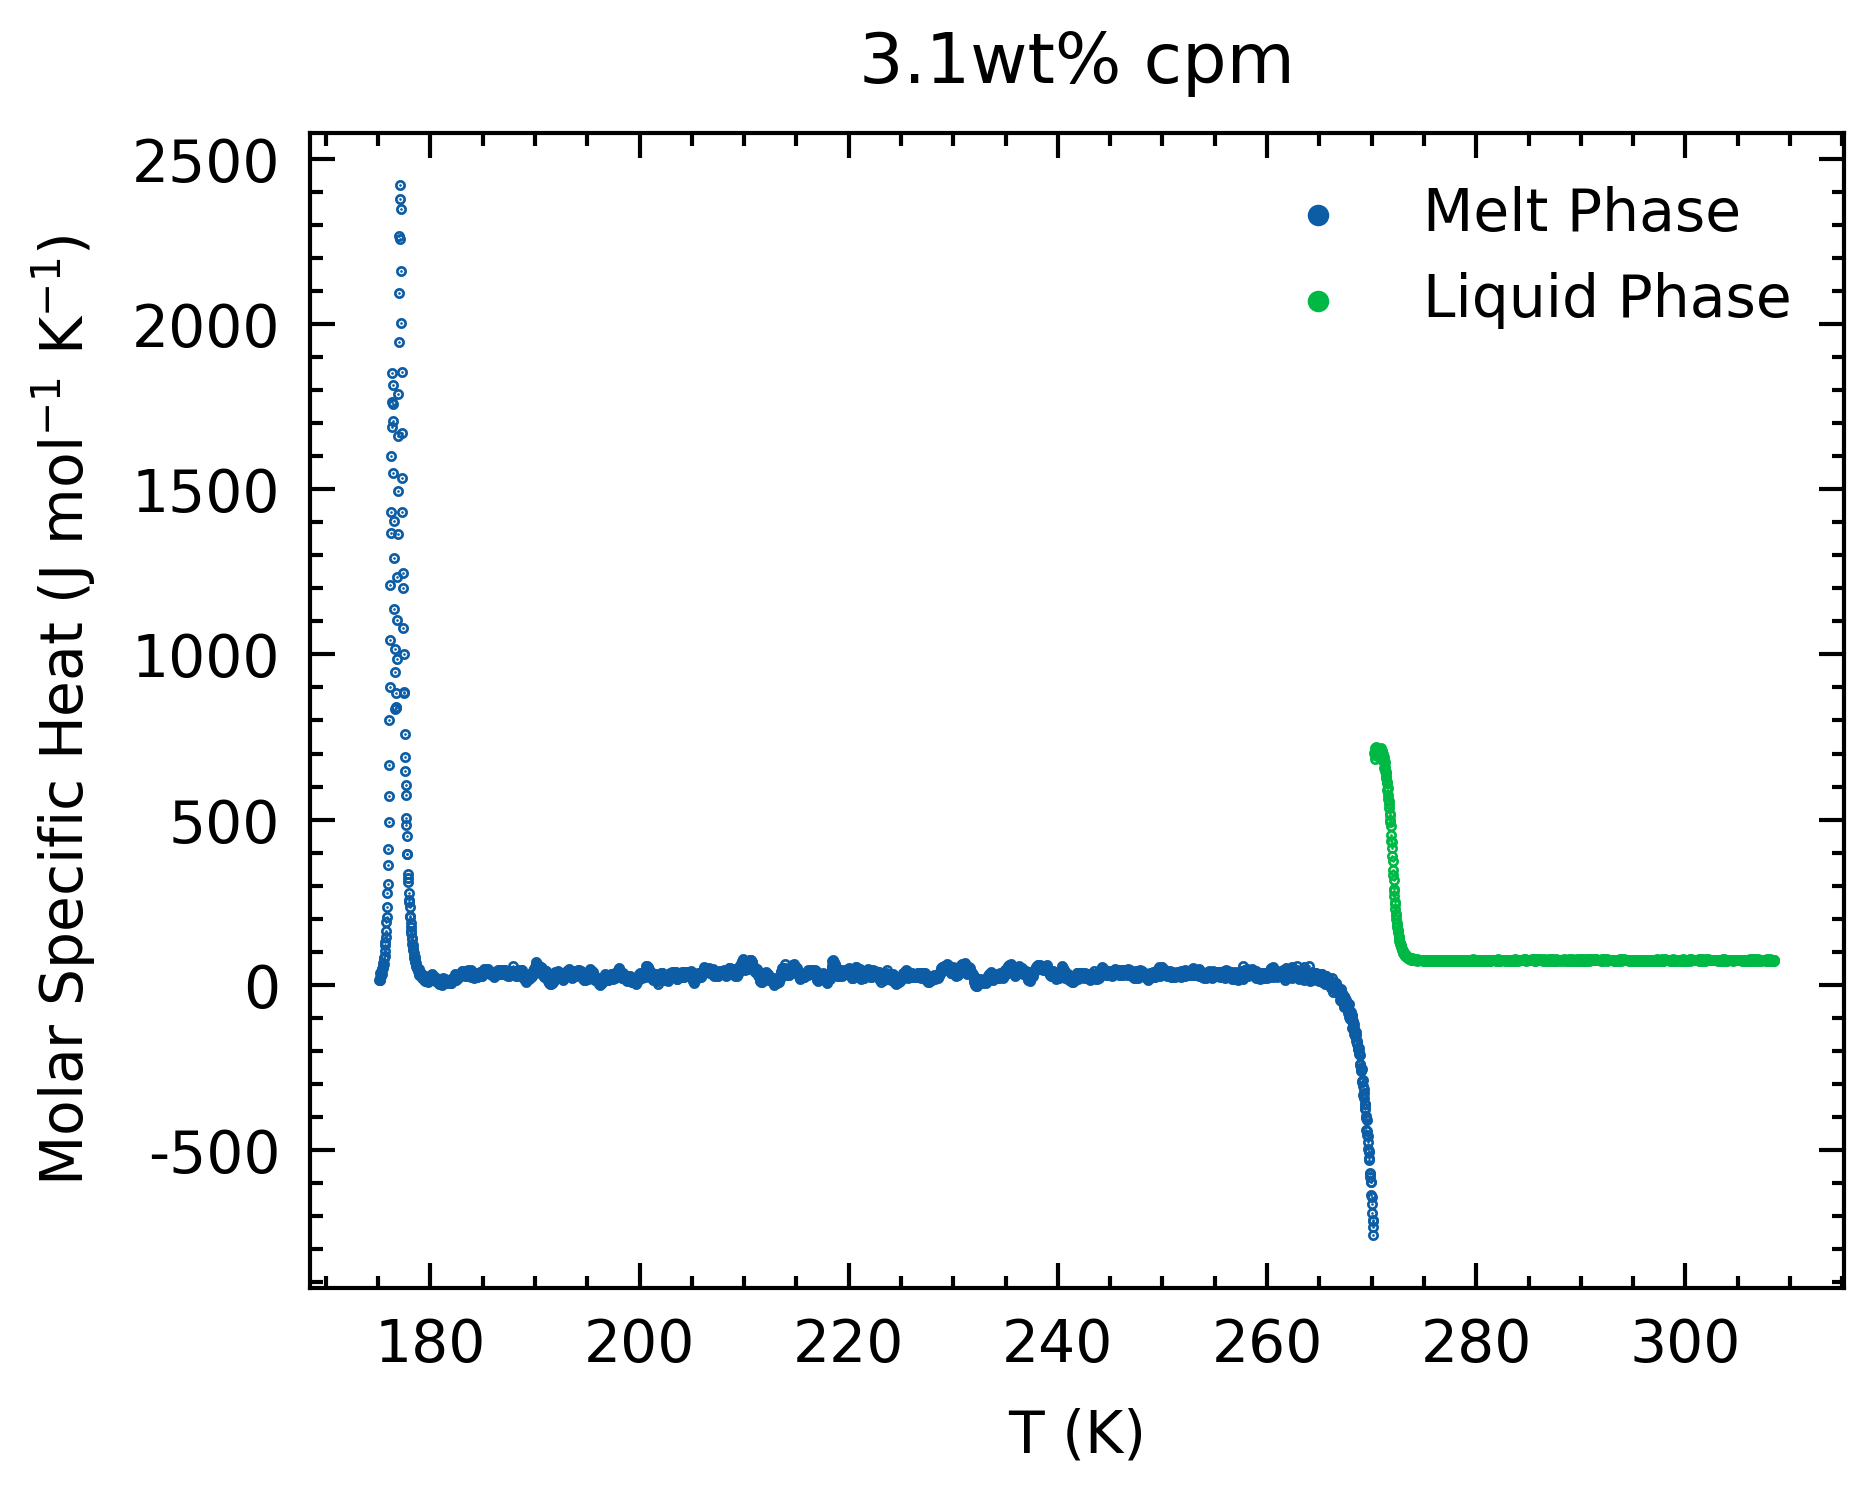 3.1wt% cpm
Melt Phase
Liquid Phase
Molar Specific Heat (J mol⁻¹ K⁻¹)
2500
2000
1500
1000
500
0
-500
180 200 220 240 260 280 300
T (K)